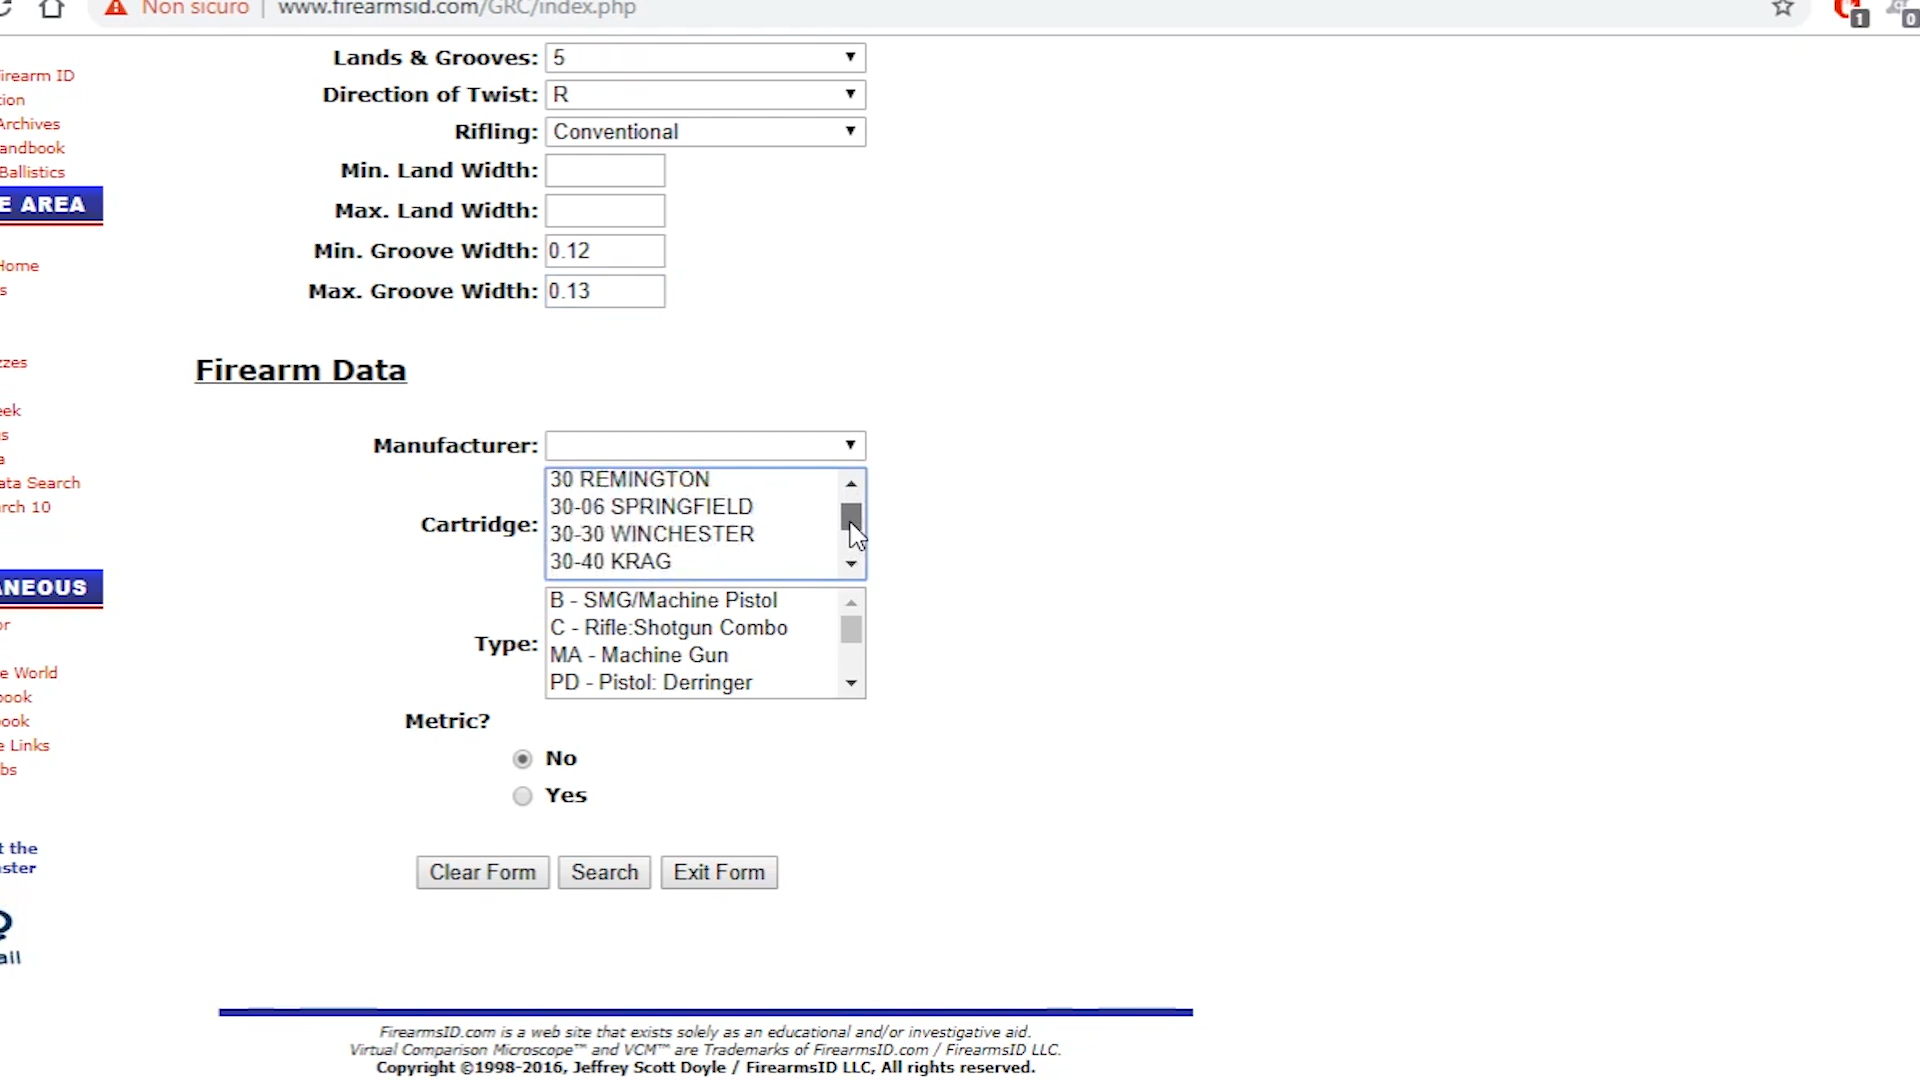 Non sicuro | www.firearmsid.com/GRC/index.php
1
0
Lands & Grooves: 5
irearm ID
Direction of Twist: R
tion
Archives
Rifling: Conventional
andbook
Ballistics
Min. Land Width:
E AREA
Max. Land Width:
Min. Groove Width: 0.12
Home
s
Max. Groove Width: 0.13
zzes
Firearm Data
eek
s
Manufacturer:
a
ata Search
rch 10
Cartridge:
30 REMINGTON
30-06 SPRINGFIELD
30-30 WINCHESTER
30-40 KRAG
ANEOUS
Type:
B - SMG/Machine Pistol
C - Rifle:Shotgun Combo
MA - Machine Gun
PD - Pistol: Derringer
or
e World
book
ook
e Links
bs
Metric?
No
Yes
t the
ster
Clear Form Search Exit Form
ail
FirearmsID.com is a web site that exists solely as an educational and/or investigative aid.
Virtual Comparison Microscope™ and VCM™ are Trademarks of FirearmsID.com / FirearmsID LLC.
Copyright ©1998-2016, Jeffrey Scott Doyle / FirearmsID LLC, All rights reserved.